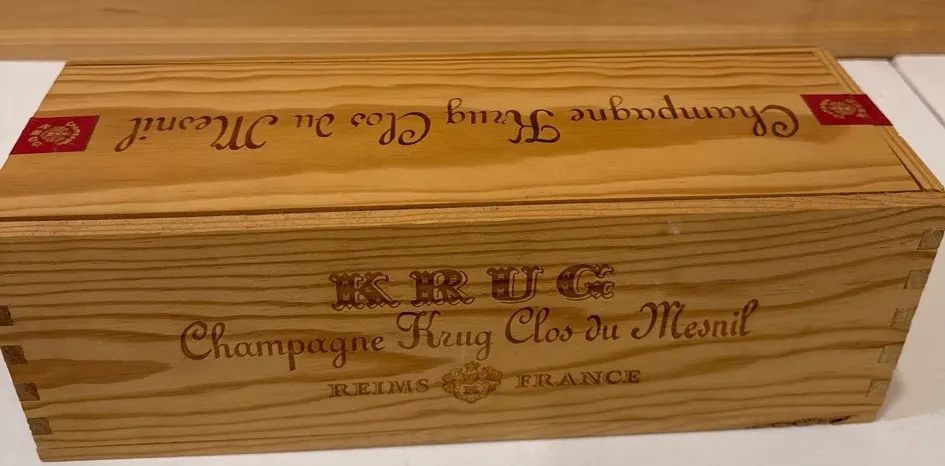 Champagne Krug Clos du Mesnil
KRUG
Champagne Krug Clos du Mesnil
REIMS FRANCE